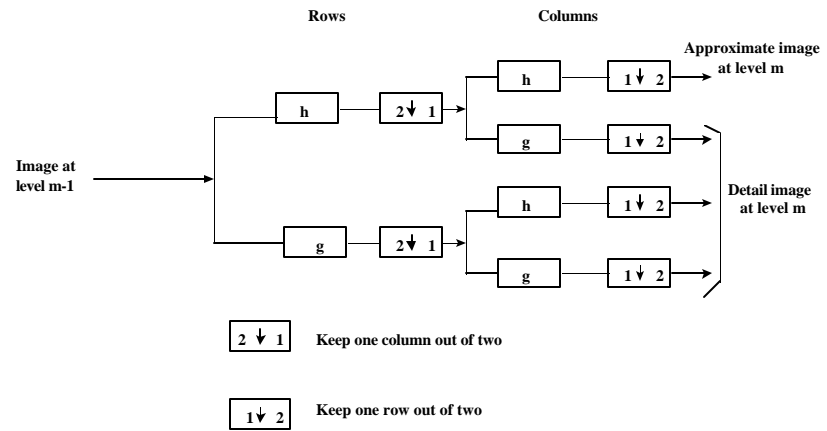 Rows
Columns
Approximate image
at level m
h
1 ↓ 2
h
2 ↓ 1
g
1 ↓ 2
Image at
level m-1
h
1 ↓ 2
Detail image
at level m
g
2 ↓ 1
g
1 ↓ 2
2 ↓ 1
Keep one column out of two
1 ↓ 2
Keep one row out of two